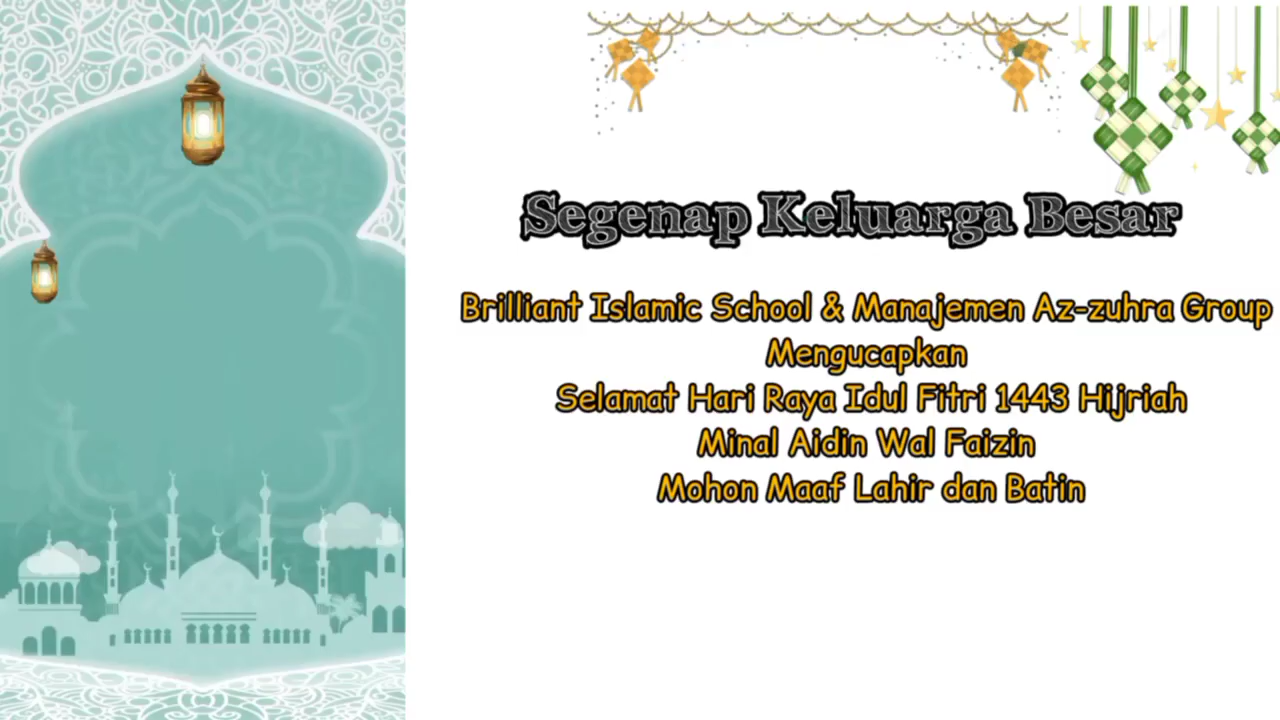 Segenap Keluarga Besar
Brilliant Islamic School & Manajemen Az-zuhra Group
Mengucapkan
Selamat Hari Raya Idul Fitri 1443 Hijriah
Minal Aidin Wal Faizin
Mohon Maaf Lahir dan Batin